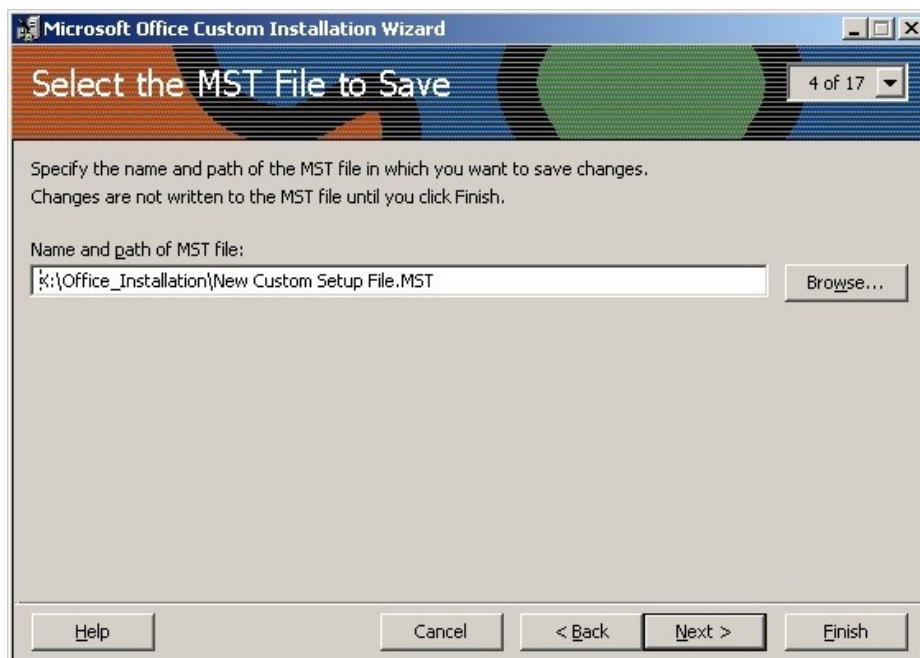 Microsoft Office Custom Installation Wizard
Select the MST File to Save
4 of 17
Specify the name and path of the MST file in which you want to save changes.
Changes are not written to the MST file until you click Finish.
Name and path of MST file:
K:\Office_Installation\New Custom Setup File.MST
Browse...
Help
Cancel
< Back
Next >
Finish